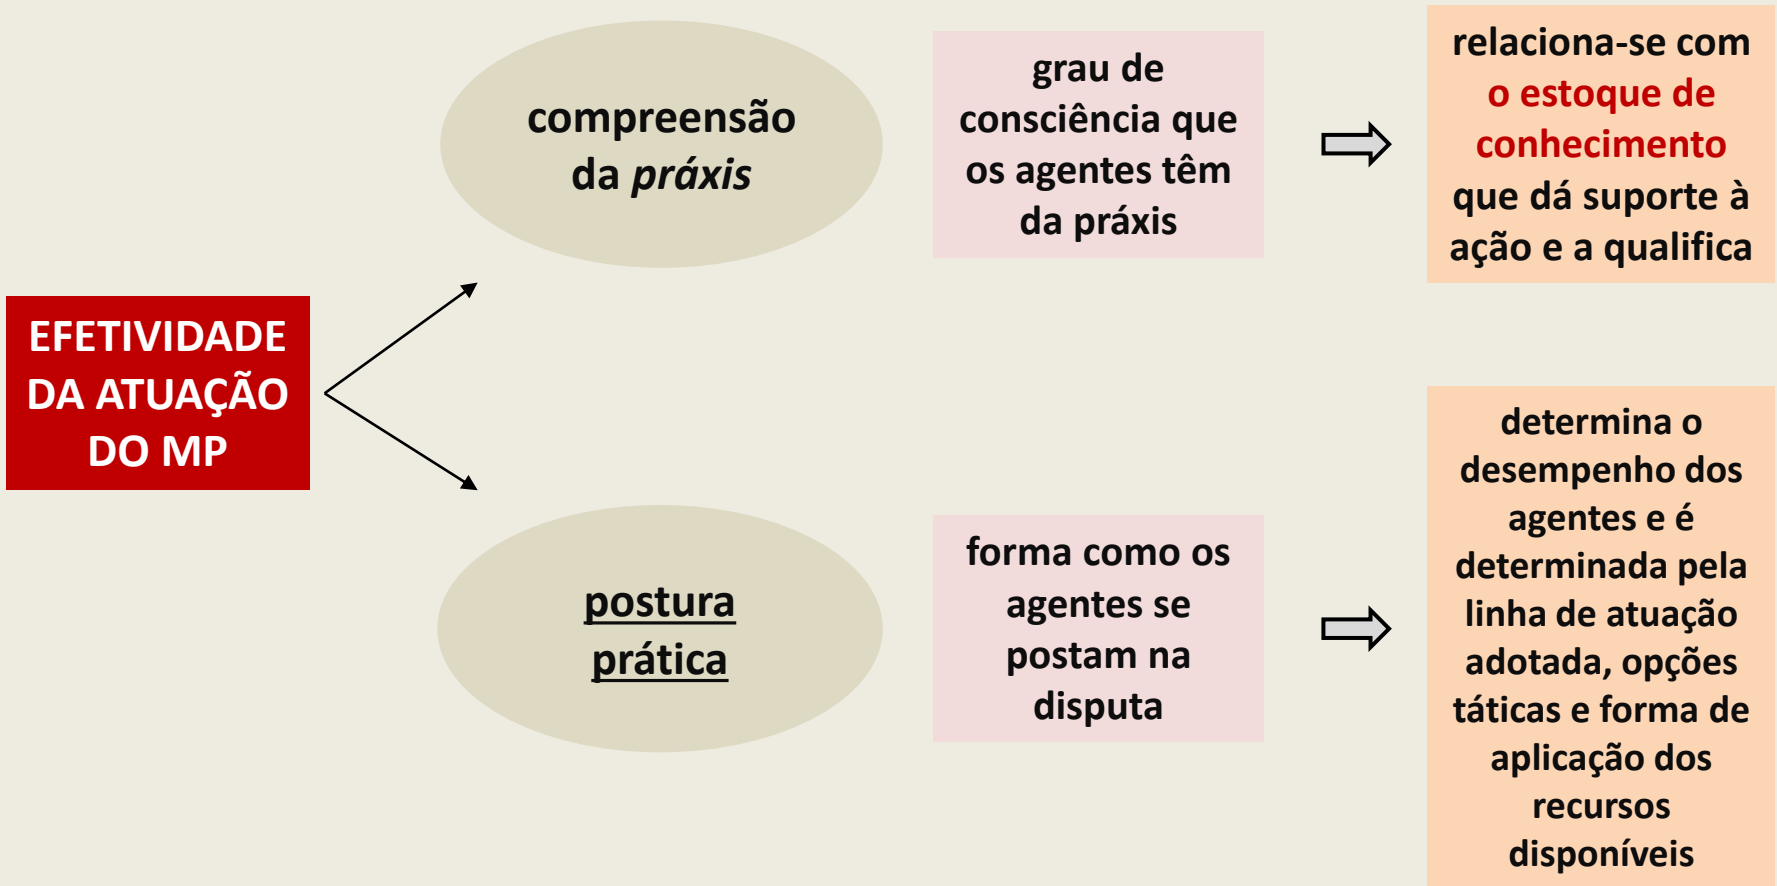 EFETIVIDADE
DA ATUAÇÃO
DO MP
compreensão
da práxis
grau de
consciência que
os agentes têm
da práxis
relaciona-se com
o estoque de
conhecimento
que dá suporte à
ação e a qualifica
postura
prática
forma como os
agentes se
postam na
disputa
determina o
desempenho dos
agentes e é
determinada pela
linha de atuação
adotada, opções
táticas e forma de
aplicação dos
recursos
disponíveis